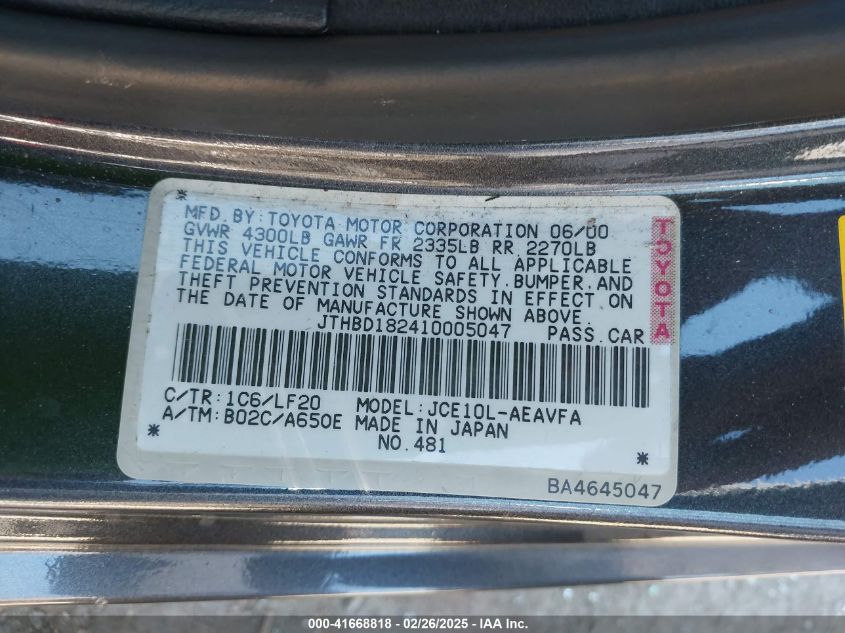 MFD. BY: TOYOTA MOTOR CORPORATION 06/00
GVWR 4300LB GAWR FR 2335LB RR 2270LB
THIS VEHICLE CONFORMS TO ALL APPLICABLE
FEDERAL MOTOR VEHICLE SAFETY, BUMPER, AND
THEFT PREVENTION STANDARDS IN EFFECT ON
THE DATE OF MANUFACTURE SHOWN ABOVE.
JTHBD182410005047 PASS. CAR
TOYOTA
C/TR: 1C6/LF20 MODEL: JCE10L-AEAVFA
A/TM: B02C/A650E MADE IN JAPAN
NO. 481
BA4645047
000-41668818 / 02/26/2025 - IAA Inc.